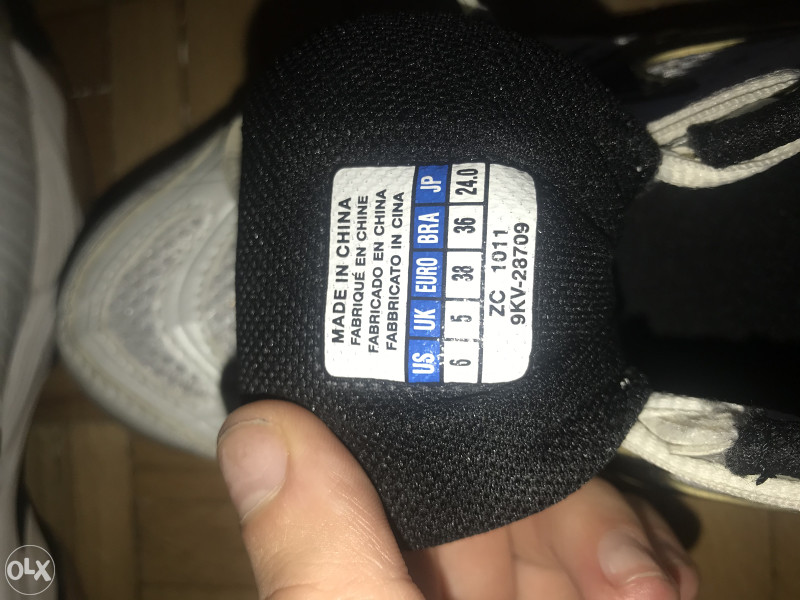 MADE IN CHINA
FABRIQUÉ EN CHINE
FABRICADO EN CHINA
FABBRICATO IN CINA
US UK EURO BRA JP
6 5 38 36 24.0
ZC 1011
9KV-28709
OLX